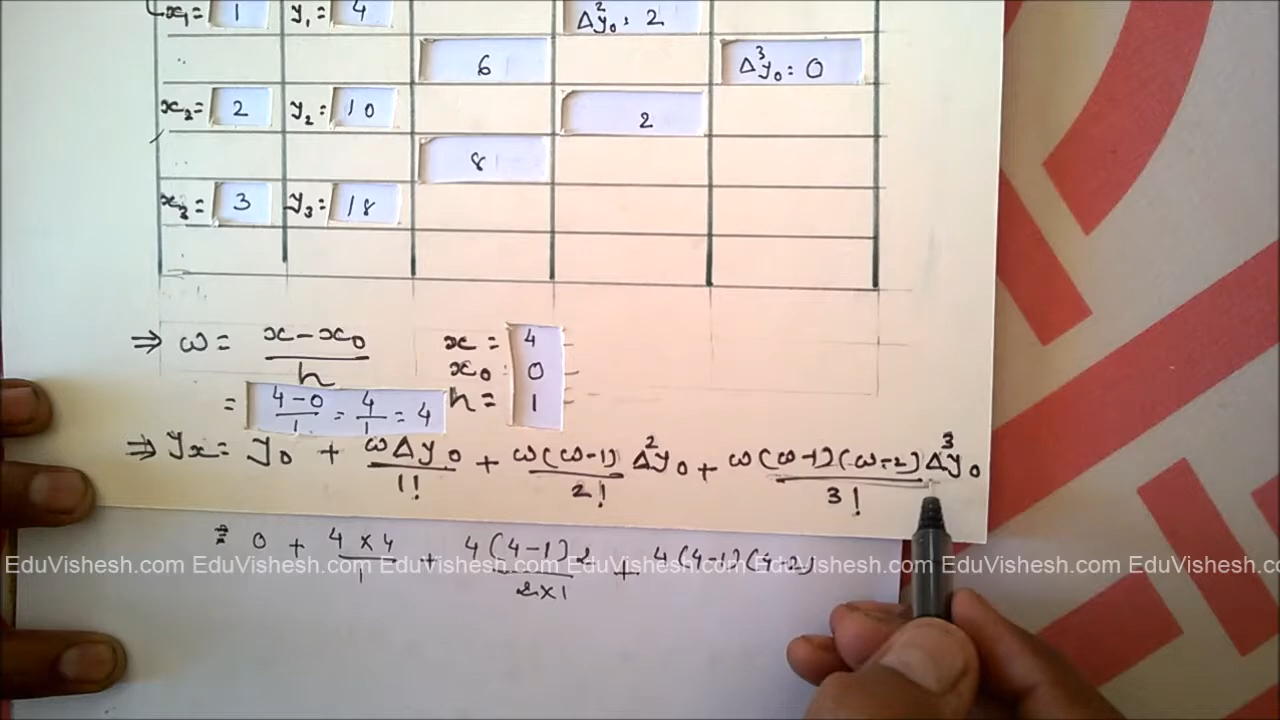 x₁= 1 y₁= 4 Δ²y₀: 2
6 Δ³y₀: 0
x₂= 2 y₂= 10 2
8
x₃= 3 y₃= 18
⇒ ω = (x-x₀)/h x = 4
x₀ 0
= (4-0)/1 = 4/1 = 4 h = 1
⇒ yx = y₀ + ωΔy₀/1! + ω(ω-1)/2! Δ²y₀ + ω(ω-1)(ω-2)Δ³y₀/3!
= 0 + 4×4/1 + 4(4-1) 2/2×1 + 4(4-1)(4-2)
EduVishesh.com EduVishesh.com EduVishesh.com EduVishesh.com EduVishesh.com EduVishesh.com EduVishesh.com